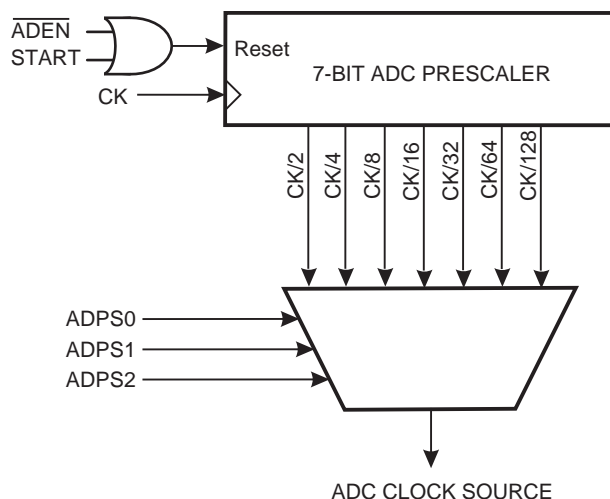 ADEN
START
Reset
7-BIT ADC PRESCALER
CK
CK/2
CK/4
CK/8
CK/16
CK/32
CK/64
CK/128
ADPS0
ADPS1
ADPS2
ADC CLOCK SOURCE